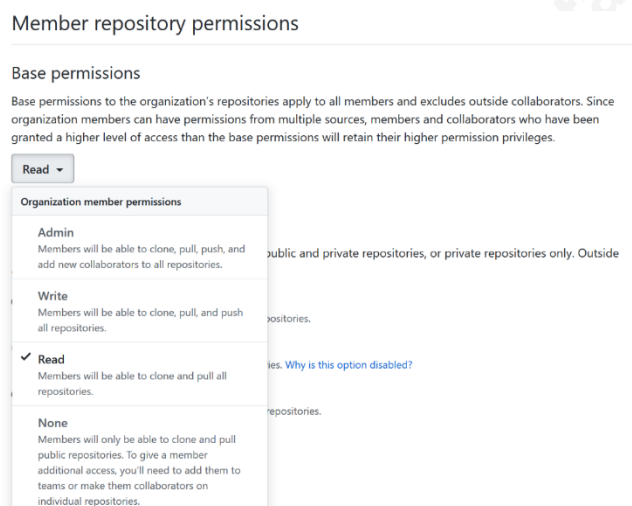 Member repository permissions
Base permissions
Base permissions to the organization's repositories apply to all members and excludes outside collaborators. Since
organization members can have permissions from multiple sources, members and collaborators who have been
granted a higher level of access than the base permissions will retain their higher permission privileges.
Read
Organization member permissions
Admin
Members will be able to clone, pull, push, and
add new collaborators to all repositories.
public and private repositories, or private repositories only. Outside
Write
Members will be able to clone, pull, and push
all repositories.
positories.
Read
Members will be able to clone and pull all
repositories.
ies. Why is this option disabled?
repositories.
None
Members will only be able to clone and pull
public repositories. To give a member
additional access, you'll need to add them to
teams or make them collaborators on
individual repositories.